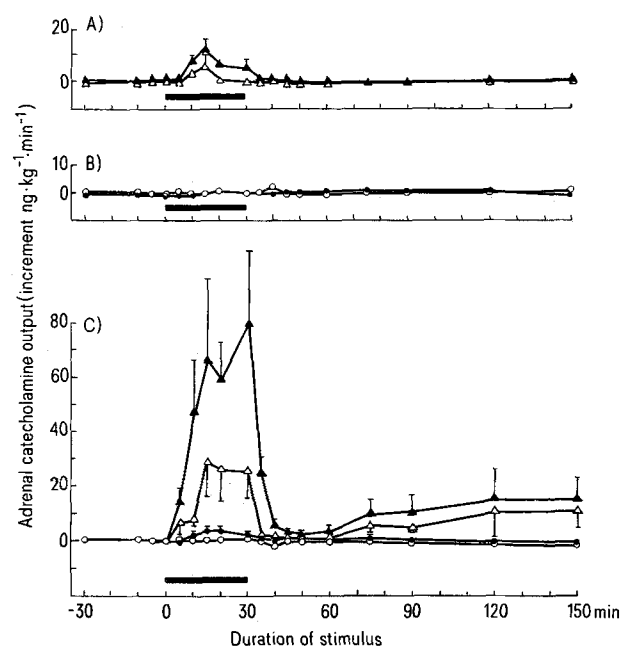 Adrenal catecholamine output (increment ng·kg⁻¹·min⁻¹)
A)
20
0
B)
10
0
C)
80
60
40
20
0
-30 0 30 60 90 120 150 min
Duration of stimulus